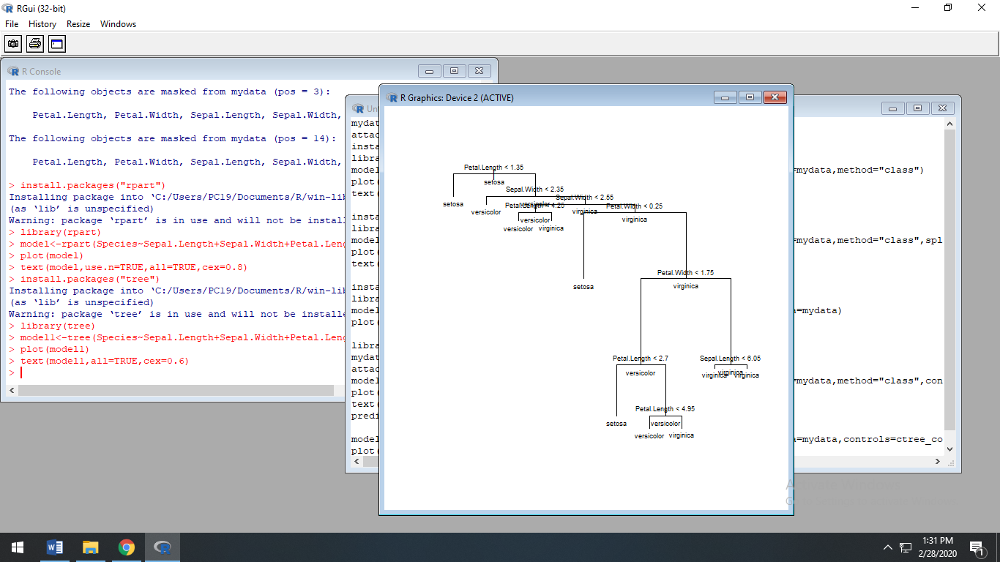 RGui (32-bit)
File History Resize Windows
R Console
The following objects are masked from mydata (pos = 3):
Petal.Length, Petal.Width, Sepal.Length, Sepal.Width,
The following objects are masked from mydata (pos = 14):
Petal.Length, Petal.Width, Sepal.Length, Sepal.Width,
> install.packages("rpart")
Installing package into ‘C:/Users/PC19/Documents/R/win-lib
(as ‘lib’ is unspecified)
Warning: package ‘rpart’ is in use and will not be install
> library(rpart)
> model<-rpart(Species~Sepal.Length+Sepal.Width+Petal.Leng
> plot(model)
> text(model,use.n=TRUE,all=TRUE,cex=0.8)
> install.packages("tree")
Installing package into ‘C:/Users/PC19/Documents/R/win-lib
(as ‘lib’ is unspecified)
Warning: package ‘tree’ is in use and will not be installe
> library(tree)
> model1<-tree(Species~Sepal.Length+Sepal.Width+Petal.Leng
> plot(model1)
> text(model1,all=TRUE,cex=0.6)
>
Un
mydat
attac
insta
libra
model
plot(
text(
insta
libra
model
plot(
text(
insta
libra
model
plot(
libra
mydat
attac
model
plot(
text(
predi
model
plot(
=mydata,method="class")
=mydata,method="class",spl
a=mydata)
=mydata,method="class",con
a=mydata,controls=ctree_co
R Graphics: Device 2 (ACTIVE)
Petal.Length < 1.35
setosa
Sepal.Width < 2.35
setosa
versicolor
Sepal.Width < 2.55
versicolor
Petal.Length < 4.25
virginica
Petal.Width < 0.25
versicolor
virginica
versicolor virginica
Petal.Width < 1.75
setosa
virginica
Petal.Length < 2.7
Sepal.Length < 6.05
versicolor
virginica
virginica virginica
Petal.Length < 4.95
setosa
versicolor
versicolor virginica
Activate Windows
1:31 PM
2/28/2020
1